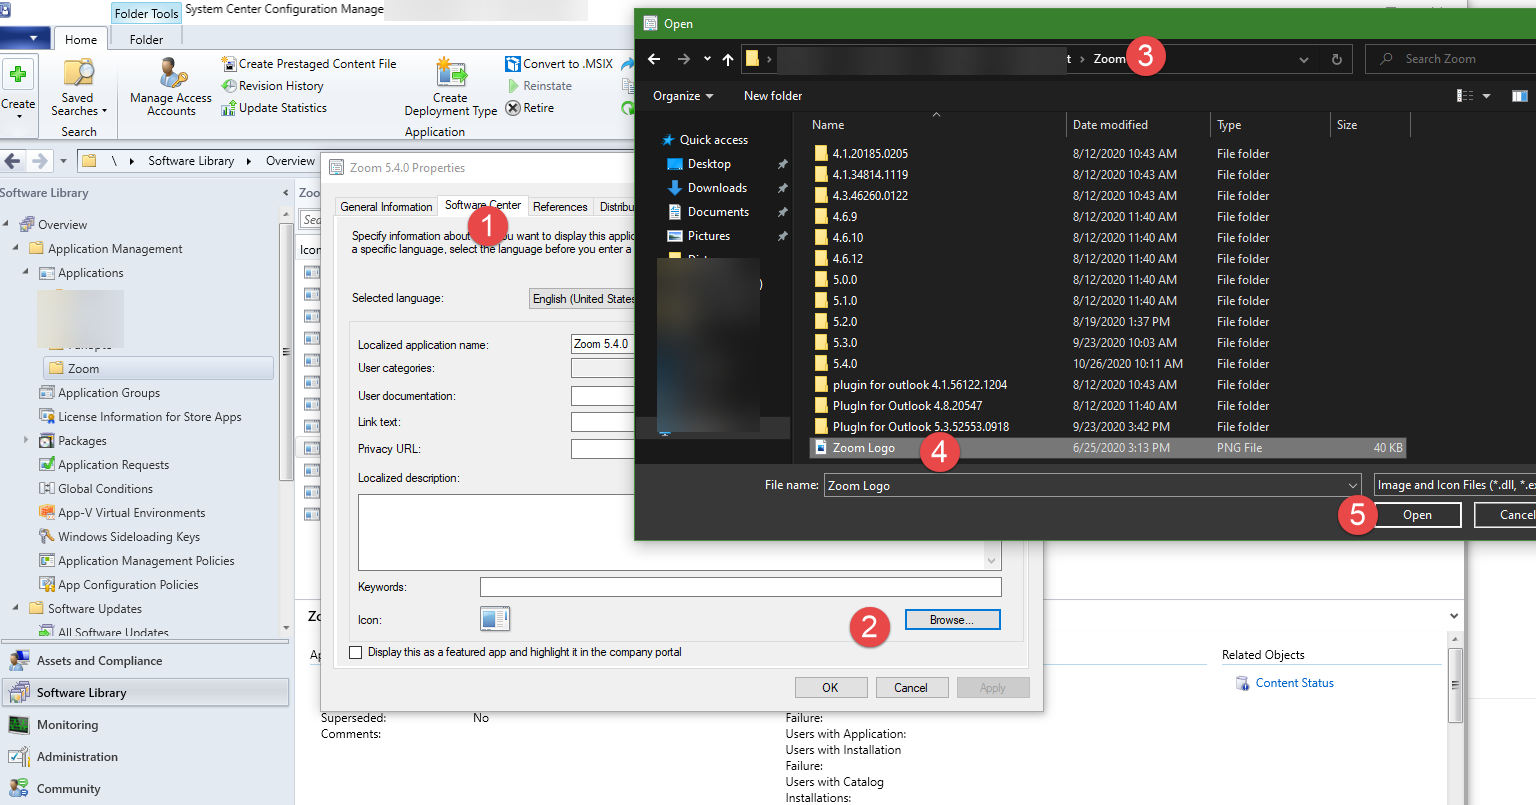 Folder Tools
System Center Configuration Manage
Home
Folder
Create
Saved
Searches
Search
Manage Access
Accounts
Create Prestaged Content File
Revision History
Update Statistics
Create
Deployment Type
Application
Convert to .MSIX
Reinstate
Retire
\
Software Library
Overview
Software Library
Overview
Application Management
Applications
Zoom
Application Groups
License Information for Store Apps
Packages
Application Requests
Global Conditions
App-V Virtual Environments
Windows Sideloading Keys
Application Management Policies
App Configuration Policies
Software Updates
All Software Updates
Assets and Compliance
Software Library
Monitoring
Administration
Community
Zoo
Sea
Icon
Zoom 5.4.0 Properties
General Information
Software Center
References
Distribu
1
Specify information about
you want to display this applic
a specific language, select the language before you enter a
Selected language:
English (United States
Localized application name:
Zoom 5.4.0
User categories:
User documentation:
Link text:
Privacy URL:
Localized description:
Keywords:
Icon:
2
Browse...
Display this as a featured app and highlight it in the company portal
OK
Cancel
Apply
Superseded:
No
Comments:
Failure:
Users with Application:
Users with Installation
Failure:
Users with Catalog
Installations:
Related Objects
Content Status
Open
t
Zoom
3
Search Zoom
Organize
New folder
Quick access
Desktop
Downloads
Documents
Pictures
Name
Date modified
Type
Size
4.1.20185.0205 8/12/2020 10:43 AM File folder
4.1.34814.1119 8/12/2020 10:43 AM File folder
4.3.46260.0122 8/12/2020 10:43 AM File folder
4.6.9 8/12/2020 11:40 AM File folder
4.6.10 8/12/2020 11:40 AM File folder
4.6.12 8/12/2020 11:40 AM File folder
5.0.0 8/12/2020 11:40 AM File folder
5.1.0 8/12/2020 11:40 AM File folder
5.2.0 8/19/2020 1:37 PM File folder
5.3.0 9/23/2020 10:03 AM File folder
5.4.0 10/26/2020 10:11 AM File folder
plugin for outlook 4.1.56122.1204 8/12/2020 10:43 AM File folder
PlugIn for Outlook 4.8.20547 8/12/2020 11:40 AM File folder
PlugIn for Outlook 5.3.52553.0918 9/23/2020 3:42 PM File folder
Zoom Logo 6/25/2020 3:13 PM PNG File 40 KB
4
File name:
Zoom Logo
Image and Icon Files (*.dll, *.ex
5
Open
Cancel